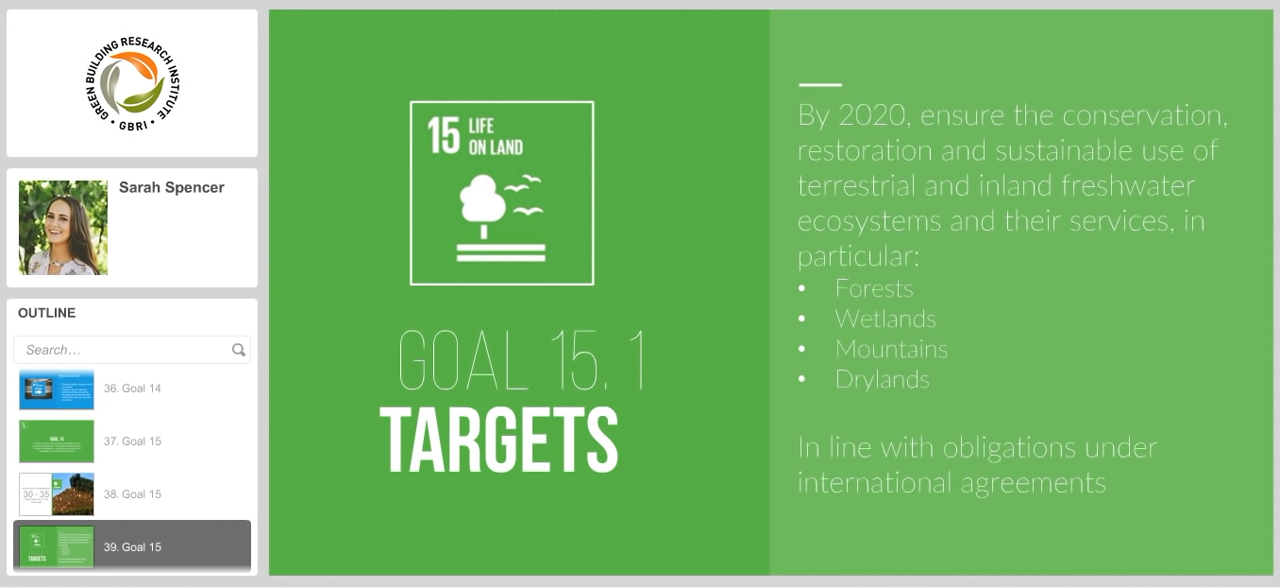 GREEN BUILDING RESEARCH INSTITUTE
• GBRI •
Sarah Spencer
OUTLINE
Search...
36. Goal 14
37. Goal 15
30 - 35
38. Goal 15
TARGETS
39. Goal 15
15 LIFE
ON LAND
GOAL 15. 1
TARGETS
By 2020, ensure the conservation,
restoration and sustainable use of
terrestrial and inland freshwater
ecosystems and their services, in
particular:
• Forests
• Wetlands
• Mountains
• Drylands
In line with obligations under
international agreements